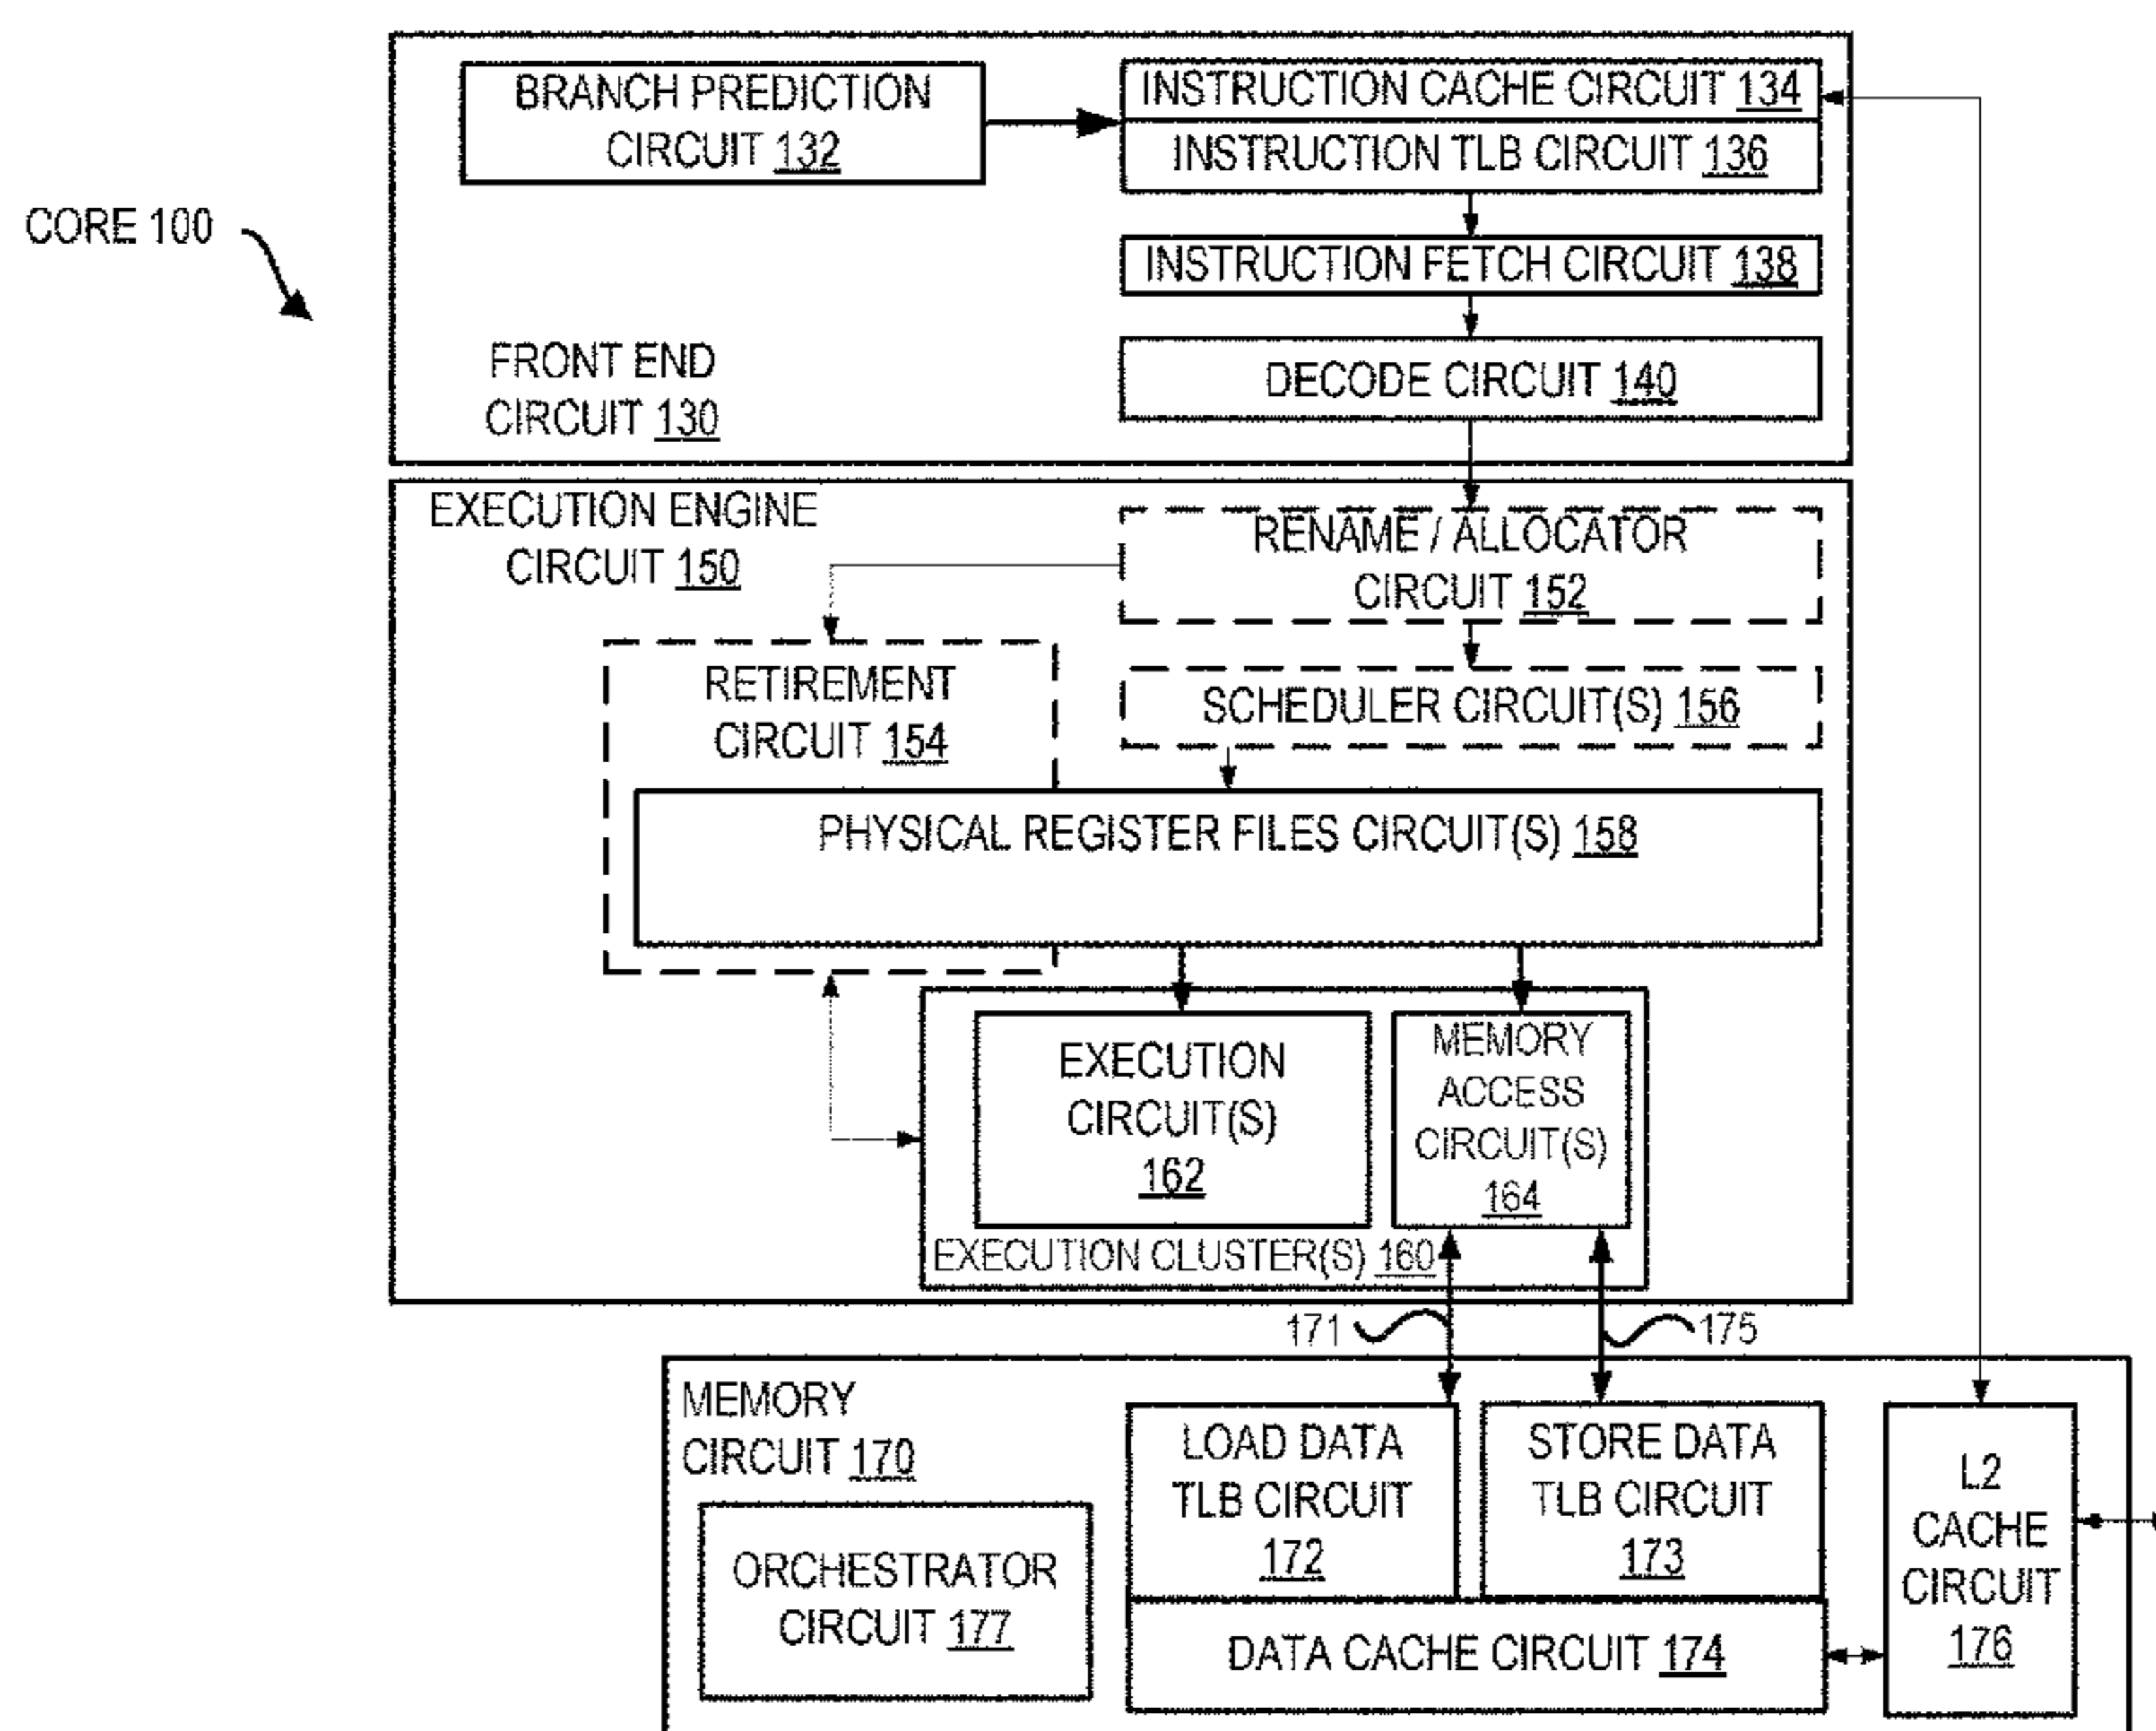 BRANCH PREDICTION
CIRCUIT 132
INSTRUCTION CACHE CIRCUIT 134
INSTRUCTION TLB CIRCUIT 136
CORE 100
INSTRUCTION FETCH CIRCUIT 138
FRONT END
CIRCUIT 130
DECODE CIRCUIT 140
EXECUTION ENGINE
CIRCUIT 150
RENAME / ALLOCATOR
CIRCUIT 152
RETIREMENT
CIRCUIT 154
SCHEDULER CIRCUIT(S) 156
PHYSICAL REGISTER FILES CIRCUIT(S) 158
EXECUTION
CIRCUIT(S)
162
MEMORY
ACCESS
CIRCUIT(S)
164
EXECUTION CLUSTER(S) 160
171
175
MEMORY
CIRCUIT 170
LOAD DATA
TLB CIRCUIT
172
STORE DATA
TLB CIRCUIT
173
L2
CACHE
CIRCUIT
176
ORCHESTRATOR
CIRCUIT 177
DATA CACHE CIRCUIT 174